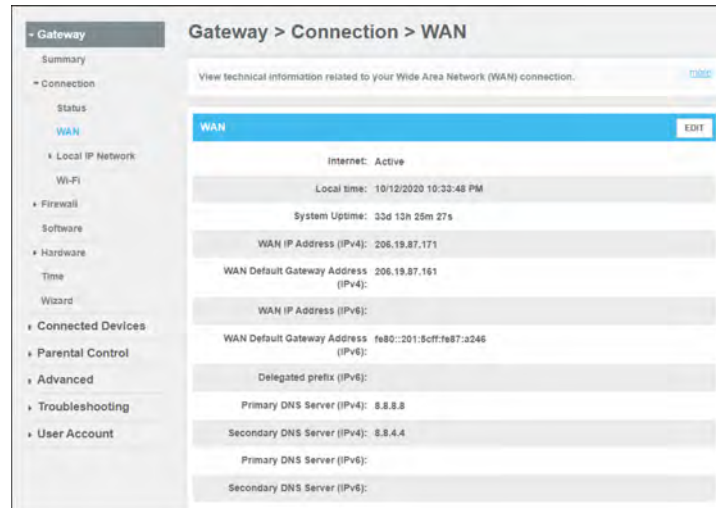 Gateway
Summary
Connection
Status
WAN
Local IP Network
Wi-Fi
Firewall
Software
Hardware
Time
Wizard
Connected Devices
Parental Control
Advanced
Troubleshooting
User Account
Gateway > Connection > WAN
View technical information related to your Wide Area Network (WAN) connection.
more
WAN
EDIT
Internet: Active
Local time: 10/12/2020 10:33:48 PM
System Uptime: 33d 13h 25m 27s
WAN IP Address (IPv4): 206.19.87.171
WAN Default Gateway Address 206.19.87.161
(IPv4):
WAN IP Address (IPv6):
WAN Default Gateway Address fe80::201:5cff:fe87:a246
(IPv6):
Delegated prefix (IPv6):
Primary DNS Server (IPv4): 8.8.8.8
Secondary DNS Server (IPv4): 8.8.4.4
Primary DNS Server (IPv6):
Secondary DNS Server (IPv6):